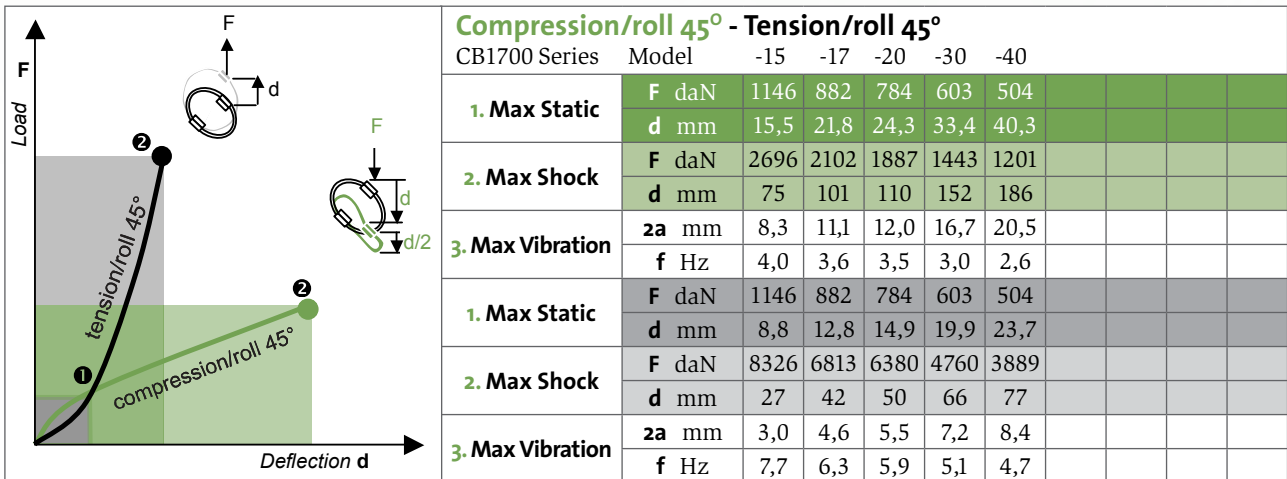 F
Load
F
d
❷
F
d
d/2
tension/roll 45°
❷
❶
compression/roll 45°
Deflection d
Compression/roll 45° - Tension/roll 45°
CB1700 Series Model -15 -17 -20 -30 -40
1. Max Static
F daN 1146 882 784 603 504
d mm 15,5 21,8 24,3 33,4 40,3
2. Max Shock
F daN 2696 2102 1887 1443 1201
d mm 75 101 110 152 186
3. Max Vibration
2a mm 8,3 11,1 12,0 16,7 20,5
f Hz 4,0 3,6 3,5 3,0 2,6
1. Max Static
F daN 1146 882 784 603 504
d mm 8,8 12,8 14,9 19,9 23,7
2. Max Shock
F daN 8326 6813 6380 4760 3889
d mm 27 42 50 66 77
3. Max Vibration
2a mm 3,0 4,6 5,5 7,2 8,4
f Hz 7,7 6,3 5,9 5,1 4,7